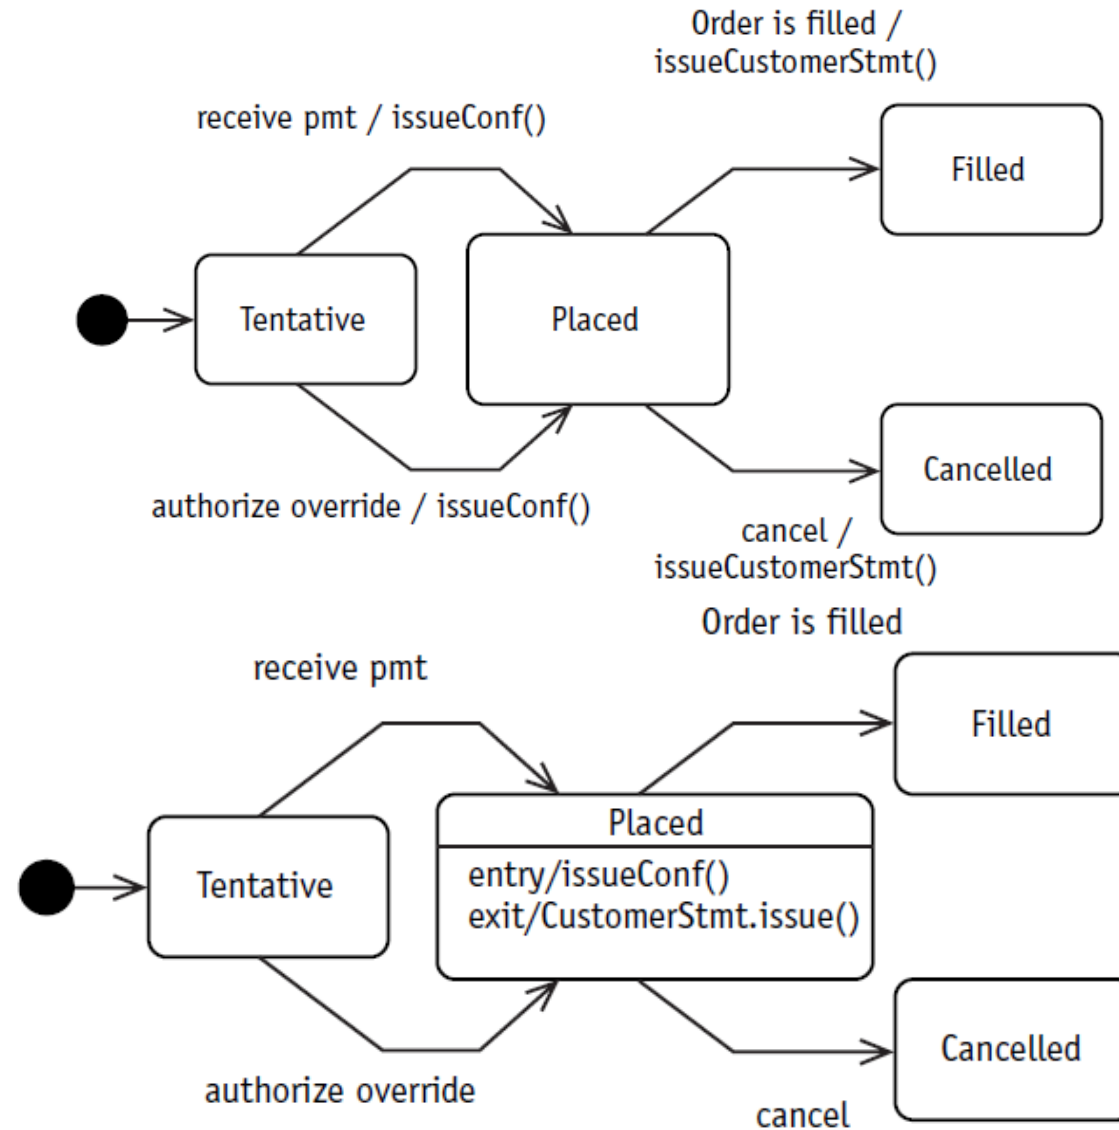 Order is filled /
issueCustomerStmt()
receive pmt / issueConf()
Filled
Tentative
Placed
Cancelled
authorize override / issueConf()
cancel /
issueCustomerStmt()
Order is filled
receive pmt
Filled
Placed
entry/issueConf()
Tentative
exit/CustomerStmt.issue()
Cancelled
authorize override
cancel